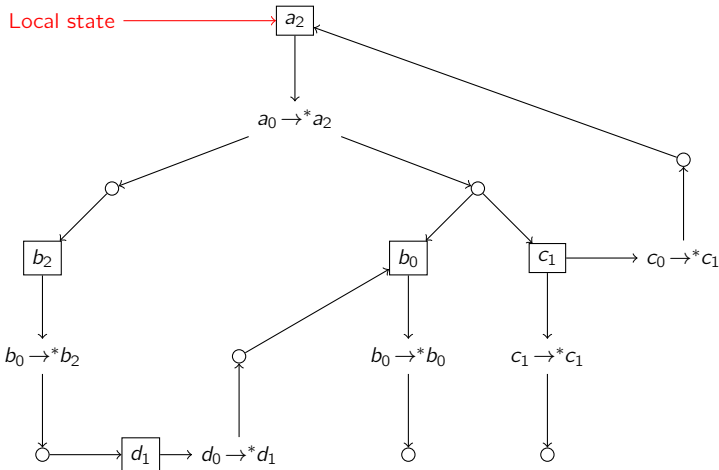 Local state
a₂
a₀ →* a₂
b₂
b₀
c₁
c₀ →* c₁
b₀ →* b₂
b₀ →* b₀
c₁ →* c₁
d₁
d₀ →* d₁